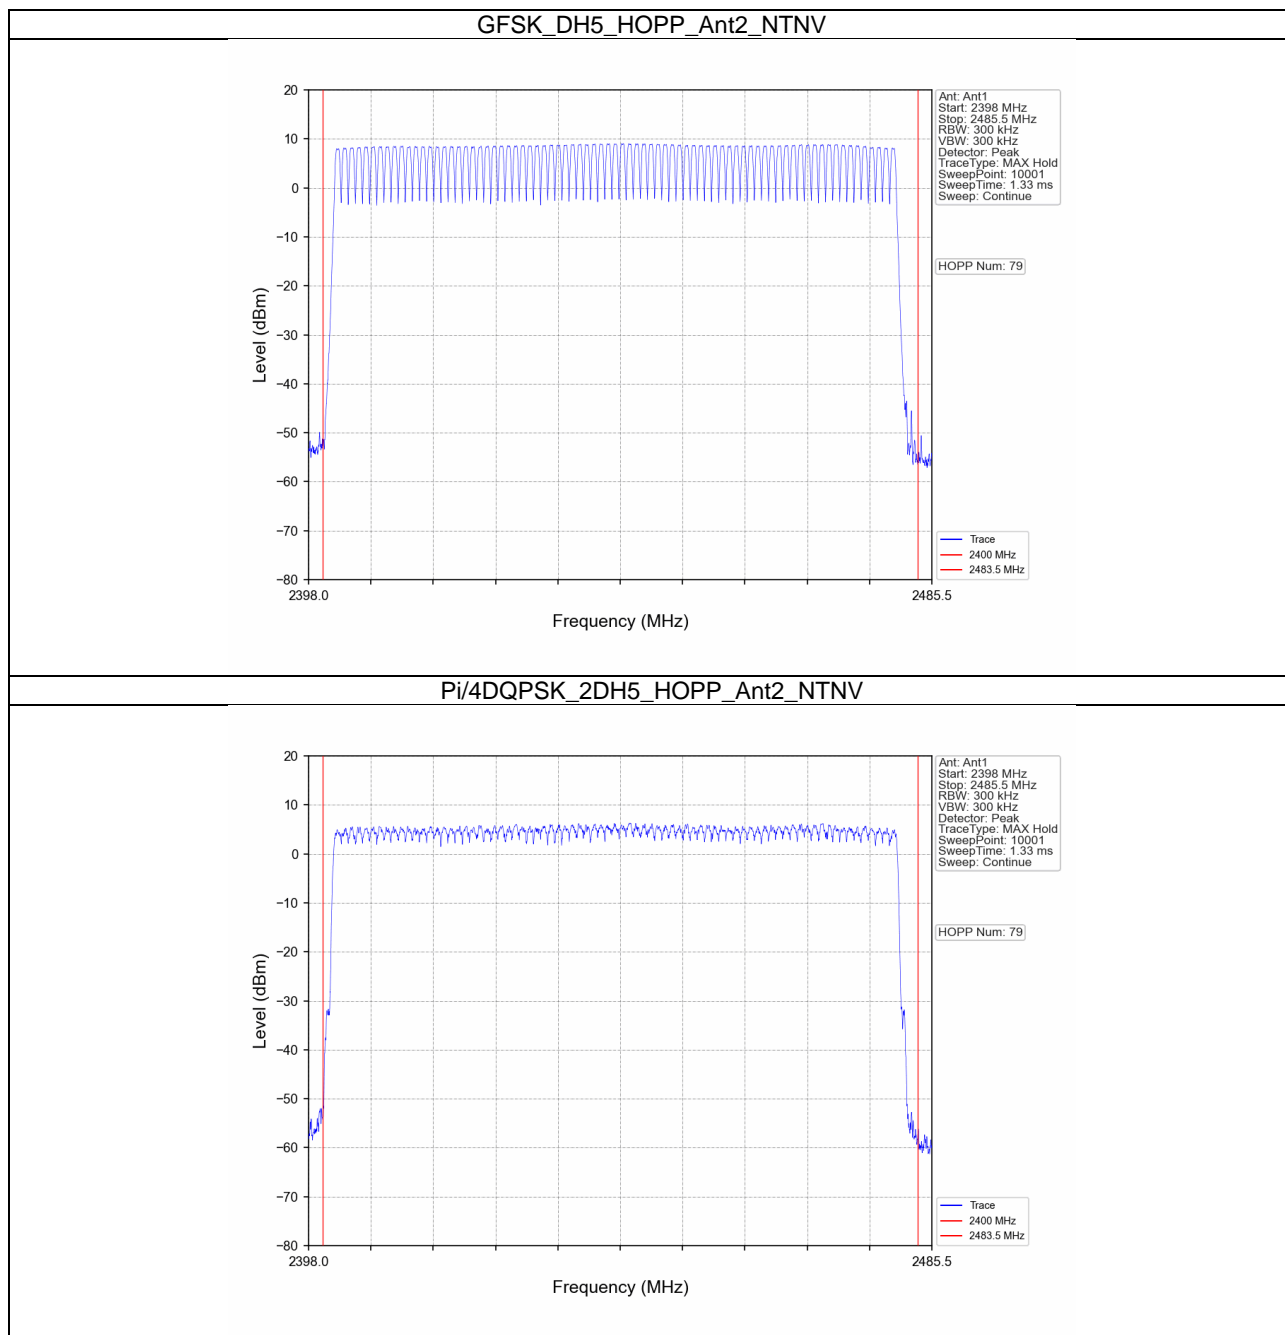 GFSK_DH5_HOPP_Ant2_NTNV
20
10
0
−10
−20
−30
−40
−50
−60
−70
−80
Level (dBm)
2398.0
2485.5
Frequency (MHz)
Ant: Ant1
Start: 2398 MHz
Stop: 2485.5 MHz
RBW: 300 kHz
VBW: 300 kHz
Detector: Peak
TraceType: MAX Hold
SweepPoint: 10001
SweepTime: 1.33 ms
Sweep: Continue
HOPP Num: 79
Trace
2400 MHz
2483.5 MHz
Pi/4DQPSK_2DH5_HOPP_Ant2_NTNV
20
10
0
−10
−20
−30
−40
−50
−60
−70
−80
Level (dBm)
2398.0
2485.5
Frequency (MHz)
Ant: Ant1
Start: 2398 MHz
Stop: 2485.5 MHz
RBW: 300 kHz
VBW: 300 kHz
Detector: Peak
TraceType: MAX Hold
SweepPoint: 10001
SweepTime: 1.33 ms
Sweep: Continue
HOPP Num: 79
Trace
2400 MHz
2483.5 MHz